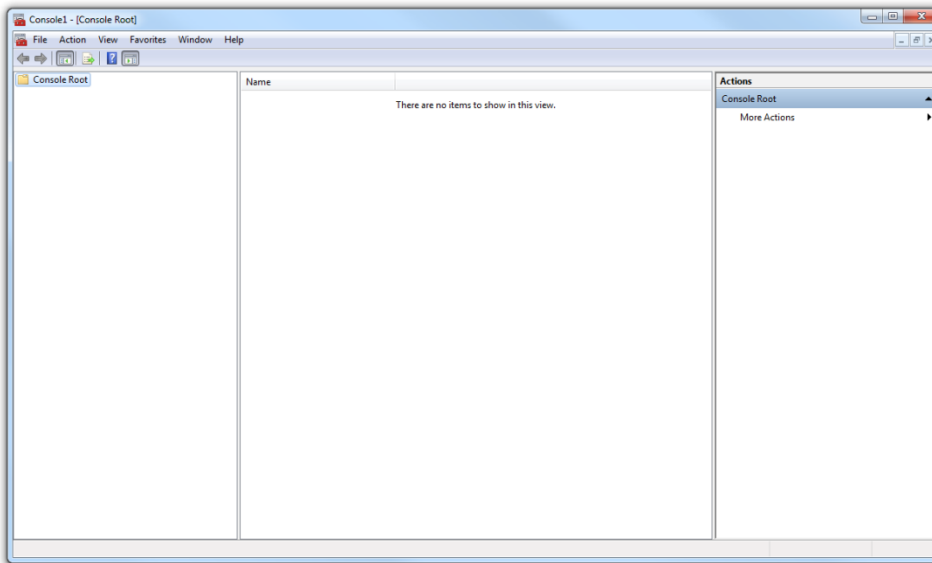 Console1 - [Console Root]
File Action View Favorites Window Help
Console Root
Name
There are no items to show in this view.
Actions
Console Root
More Actions